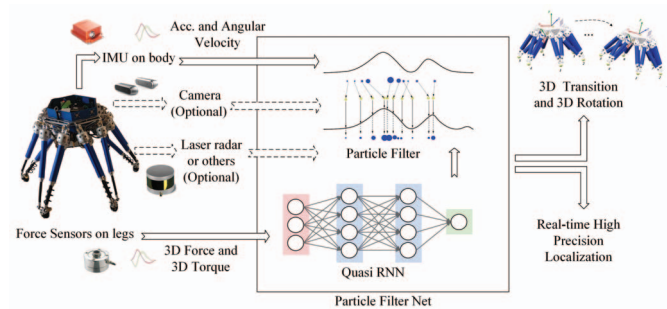 Acc. and Angular
Velocity
IMU on body
Camera
(Optional)
Laser radar
or others
(Optional)
Force Sensors on legs
3D Force and
3D Torque
Particle Filter
Quasi RNN
Particle Filter Net
...
3D Transition
and 3D Rotation
Real-time High
Precision
Localization